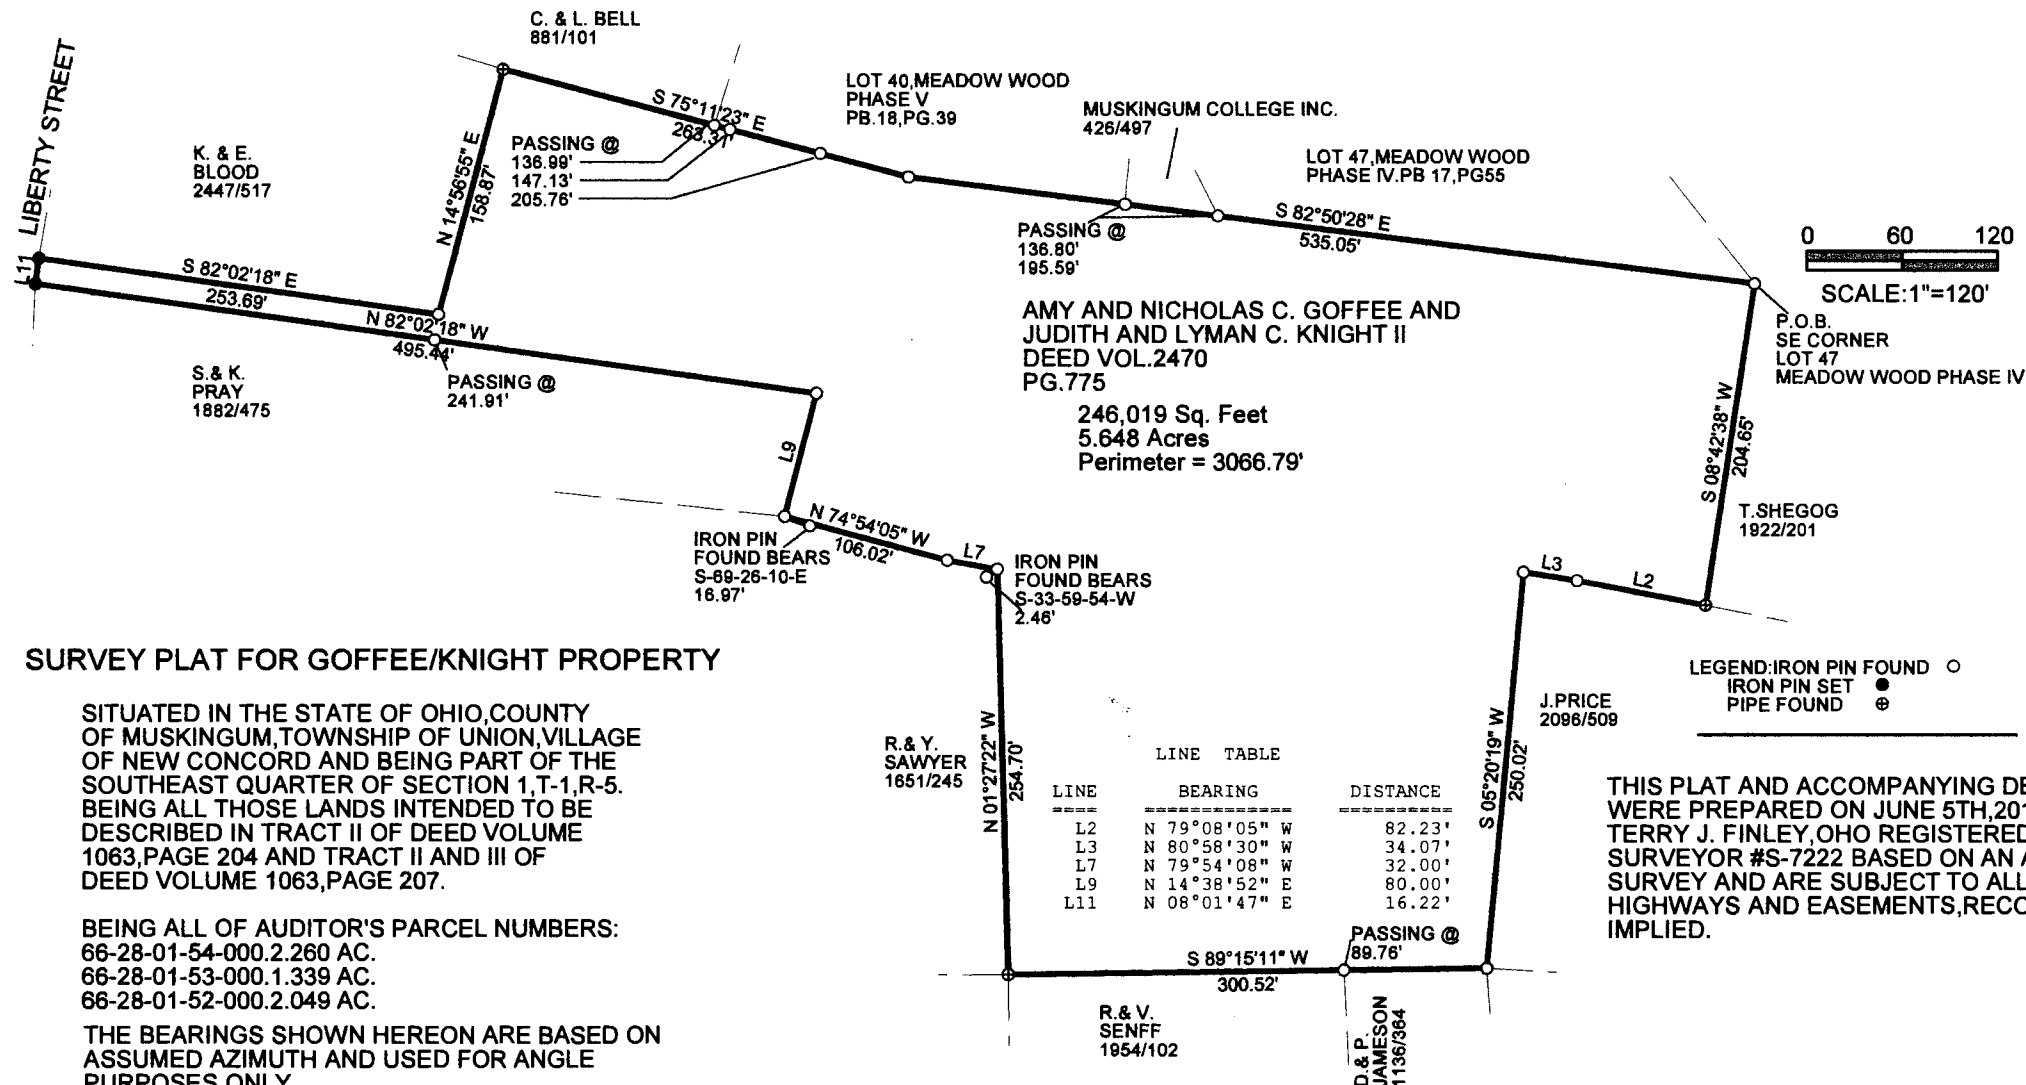 C. & L. BELL
881/101
LIBERTY STREET
K. & E.
BLOOD
2447/517
N 14°56'55" E
158.87'
S 75°11'23" E
263.37'
PASSING @
136.99'
147.13'
205.76'
LOT 40,MEADOW WOOD
PHASE V
PB.18,PG.39
MUSKINGUM COLLEGE INC.
426/497
LOT 47,MEADOW WOOD
PHASE IV.PB 17,PG55
S 82°50'28" E
535.05'
PASSING @
136.80'
195.59'
0 60 120
SCALE:1"=120'
P.O.B.
SE CORNER
LOT 47
MEADOW WOOD PHASE IV
L11
S 82°02'18" E
253.69'
N 82°02'18" W
495.44'
PASSING @
241.91'
S.& K.
PRAY
1882/475
AMY AND NICHOLAS C. GOFFEE AND
JUDITH AND LYMAN C. KNIGHT II
DEED VOL.2470
PG.775
246,019 Sq. Feet
5.648 Acres
Perimeter = 3066.79'
S 08°42'38" W
204.65'
T.SHEGOG
1922/201
L9
N 74°54'05" W
106.02'
IRON PIN
FOUND BEARS
S-69-26-10-E
16.97'
L7
IRON PIN
FOUND BEARS
S-33-59-54-W
2.46'
L3
L2
SURVEY PLAT FOR GOFFEE/KNIGHT PROPERTY
SITUATED IN THE STATE OF OHIO,COUNTY
OF MUSKINGUM,TOWNSHIP OF UNION,VILLAGE
OF NEW CONCORD AND BEING PART OF THE
SOUTHEAST QUARTER OF SECTION 1,T-1,R-5.
BEING ALL THOSE LANDS INTENDED TO BE
DESCRIBED IN TRACT II OF DEED VOLUME
1063,PAGE 204 AND TRACT II AND III OF
DEED VOLUME 1063,PAGE 207.
BEING ALL OF AUDITOR'S PARCEL NUMBERS:
66-28-01-54-000.2.260 AC.
66-28-01-53-000.1.339 AC.
66-28-01-52-000.2.049 AC.
THE BEARINGS SHOWN HEREON ARE BASED ON
ASSUMED AZIMUTH AND USED FOR ANGLE
PURPOSES ONLY
R.& Y.
SAWYER
1651/245
N 01°27'22" W
254.70'
LINE TABLE
LINE BEARING DISTANCE
==== ============= ==========
L2 N 79°08'05" W 82.23'
L3 N 80°58'30" W 34.07'
L7 N 79°54'08" W 32.00'
L9 N 14°38'52" E 80.00'
L11 N 08°01'47" E 16.22'
S 05°20'19" W
250.02'
J.PRICE
2096/509
LEGEND:IRON PIN FOUND
IRON PIN SET
PIPE FOUND
THIS PLAT AND ACCOMPANYING DE
WERE PREPARED ON JUNE 5TH,201
TERRY J. FINLEY,OHO REGISTERED
SURVEYOR #S-7222 BASED ON AN A
SURVEY AND ARE SUBJECT TO ALL
HIGHWAYS AND EASEMENTS,RECO
IMPLIED.
PASSING @
89.76'
S 89°15'11" W
300.52'
R.& V.
SENFF
1954/102
D.& P.
JAMESON
1136/364